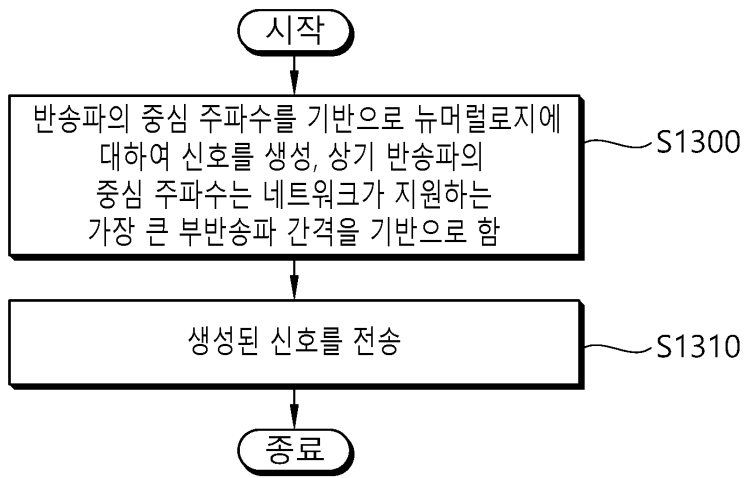 시작
반송파의 중심 주파수를 기반으로 뉴머럴로지에
대하여 신호를 생성, 상기 반송파의
중심 주파수는 네트워크가 지원하는
가장 큰 부반송파 간격을 기반으로 함
S1300
생성된 신호를 전송
S1310
종료